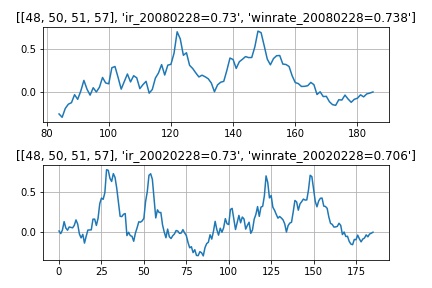 [[48, 50, 51, 57], 'ir_20080228=0.73', 'winrate_20080228=0.738']
0.5
0.0
80 100 120 140 160 180
[[48, 50, 51, 57], 'ir_20020228=0.73', 'winrate_20020228=0.706']
0.5
0.0
0 25 50 75 100 125 150 175